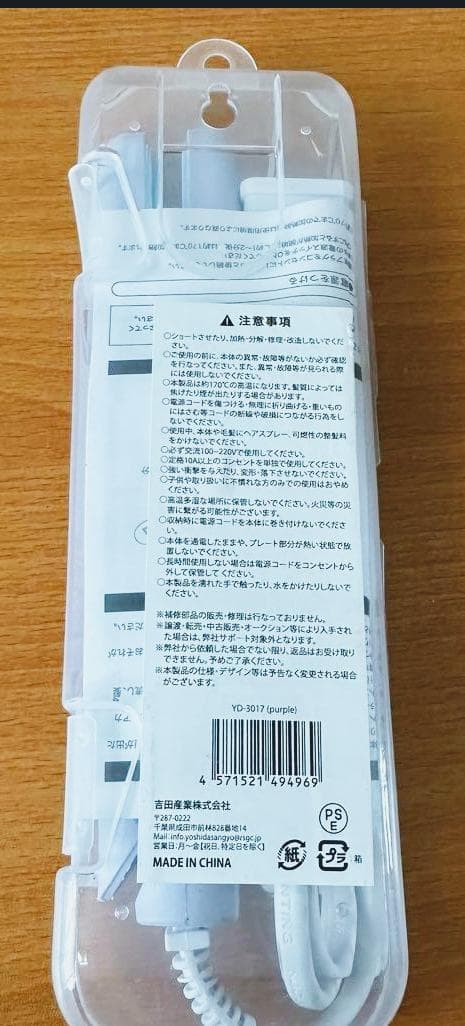 ⚠ 注意事項
○ショートさせたり、加熱・分解・修理・改造しないでくだ
さい。
○ご使用の前に、本体の異常・故障等がないか必ず確認
を行なってください。また、異常・故障等が見られる際
には使用しないでください。
○本製品は約170℃の高温になります。髪質によっては
焦げたり煙が出たりする場合があります。
○電源コードを傷つける・無理に折り曲げる・重いもの
にはさむ等コードの断線や破損につながる行為をし
ないでください。
○使用中、本体や毛髪にヘアスプレー、可燃性の整髪料
をかけないでください。
○必ず交流100~220Vで使用してください。
○定格10A以上のコンセントを単独で使用してください。
○強い衝撃を与えたり、変形・落下させないでください。
○子供や取り扱いに不慣れな方のみでの使用はおやめ
ください。
○高温多湿な場所に保管しないでください。火災等の災
害に繋がる可能性がございます。
○収納時に電源コードを本体に巻き付けないでくださ
い。
○本体を通電したままや、プレート部分が熱い状態で放
置しないでください。
○長時間使用しない場合は電源コードをコンセントから
外して保管してください。
○本製品を濡れた手で触ったり、水をかけたりしないで
ください。
※補修部品の販売・修理は行なっておりません。
※譲渡・転売・中古販売・オークション等により入手され
た場合は、弊社サポート対象外となります。
※弊社から依頼した場合でない限り、返品はお受け取り
できません。予めご了承ください。
※本製品の仕様・デザイン等は予告なく変更される場合
がございます。
YD-3017 (purple)
4 571521 494969
吉田産業株式会社
〒287-0222
千葉県成田市前林828番地14
Mail: info.yoshidasangyo@rsgc.jp
営業日:月~金[祝日、特定日を除く]
MADE IN CHINA
PS
E
紙
プラ
箱